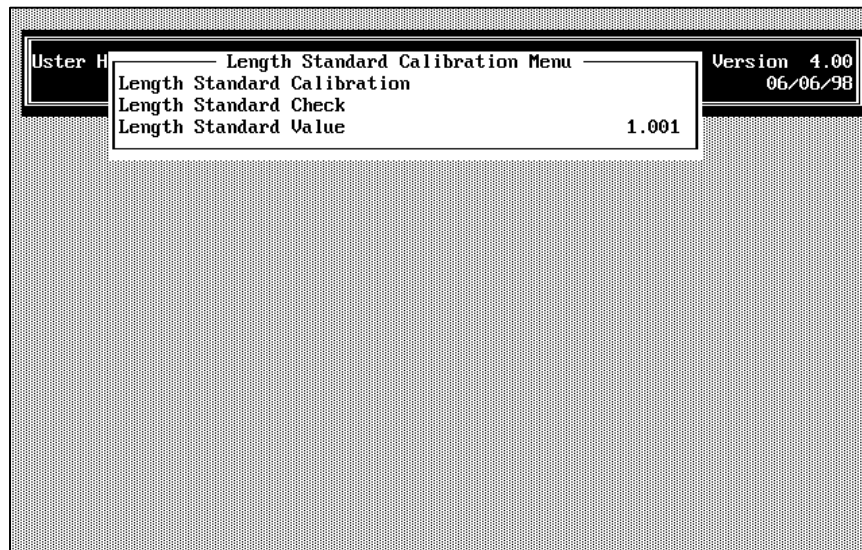 Length Standard Calibration Menu
Uster H Version 4.00
Length Standard Calibration 06/06/98
Length Standard Check
Length Standard Value 1.001